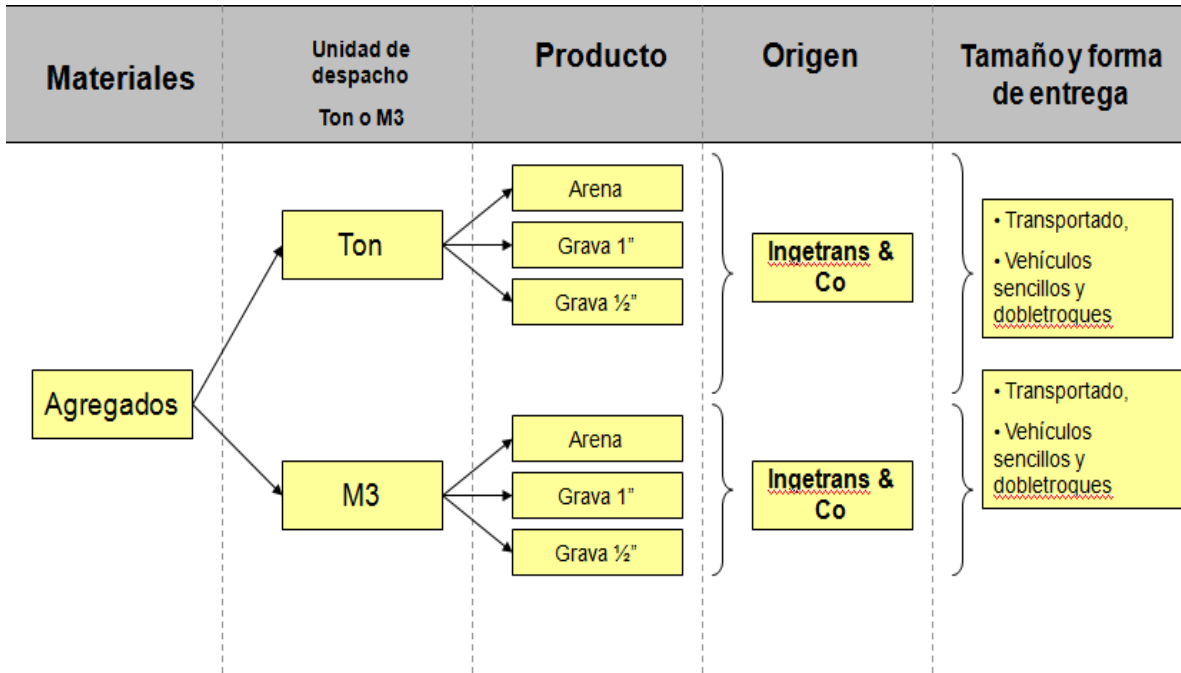 Materiales
Unidad de
despacho
Ton o M3
Producto
Origen
Tamaño y forma
de entrega
Agregados
Ton
Arena
Grava 1”
Grava ½”
Ingetrans &
Co
• Transportado,
• Vehículos
sencillos y
dobletroques
M3
Arena
Grava 1”
Grava ½”
Ingetrans &
Co
• Transportado,
• Vehículos
sencillos y
dobletroques